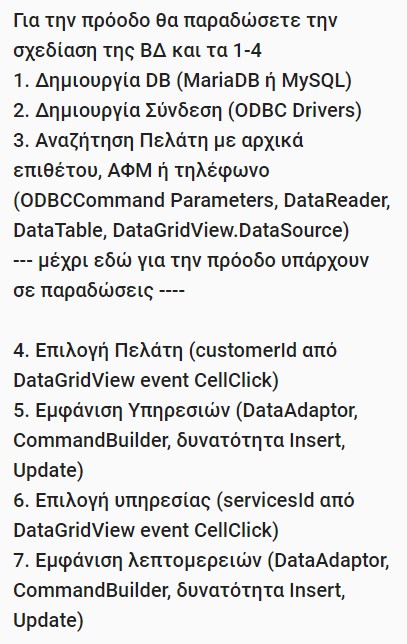 Για την πρόοδο θα παραδώσετε την
σχεδίαση της ΒΔ και τα 1-4
1. Δημιουργία DB (MariaDB ή MySQL)
2. Δημιουργία Σύνδεση (ODBC Drivers)
3. Αναζήτηση Πελάτη με αρχικά
επιθέτου, ΑΦΜ ή τηλέφωνο
(ODBCCommand Parameters, DataReader,
DataTable, DataGridView.DataSource)
--- μέχρι εδώ για την πρόοδο υπάρχουν
σε παραδώσεις ----

4. Επιλογή Πελάτη (customerId από
DataGridView event CellClick)
5. Εμφάνιση Υπηρεσιών (DataAdaptor,
CommandBuilder, δυνατότητα Insert,
Update)
6. Επιλογή υπηρεσίας (servicesId από
DataGridView event CellClick)
7. Εμφάνιση λεπτομερειών (DataAdaptor,
CommandBuilder, δυνατότητα Insert,
Update)